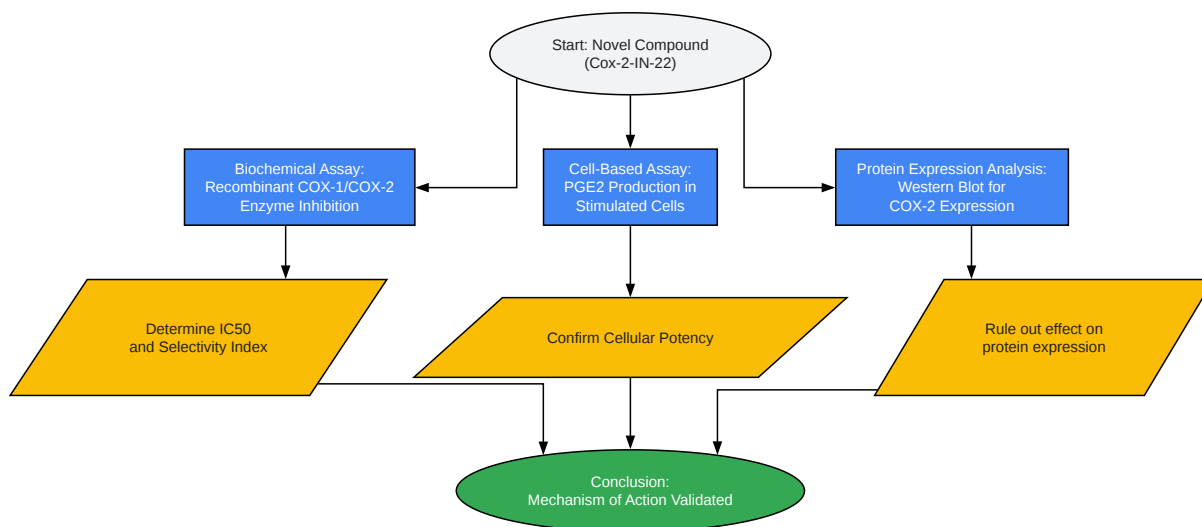 Start: Novel Compound
(Cox-2-IN-22)
Biochemical Assay:
Recombinant COX-1/COX-2
Enzyme Inhibition
Cell-Based Assay:
PGE2 Production in
Stimulated Cells
Protein Expression Analysis:
Western Blot for
COX-2 Expression
Determine IC50
and Selectivity Index
Confirm Cellular Potency
Rule out effect on
protein expression
Conclusion:
Mechanism of Action Validated